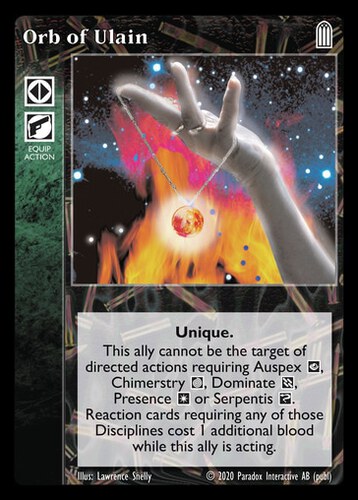 Orb of Ulain
EQUIP
ACTION
Unique.
This ally cannot be the target of
directed actions requiring Auspex ,
Chimerstry , Dominate ,
Presence or Serpentis .
Reaction cards requiring any of those
Disciplines cost 1 additional blood
while this ally is acting.
Illus: Lawrence Snelly © 2020 Paradox Interactive AB (publ)